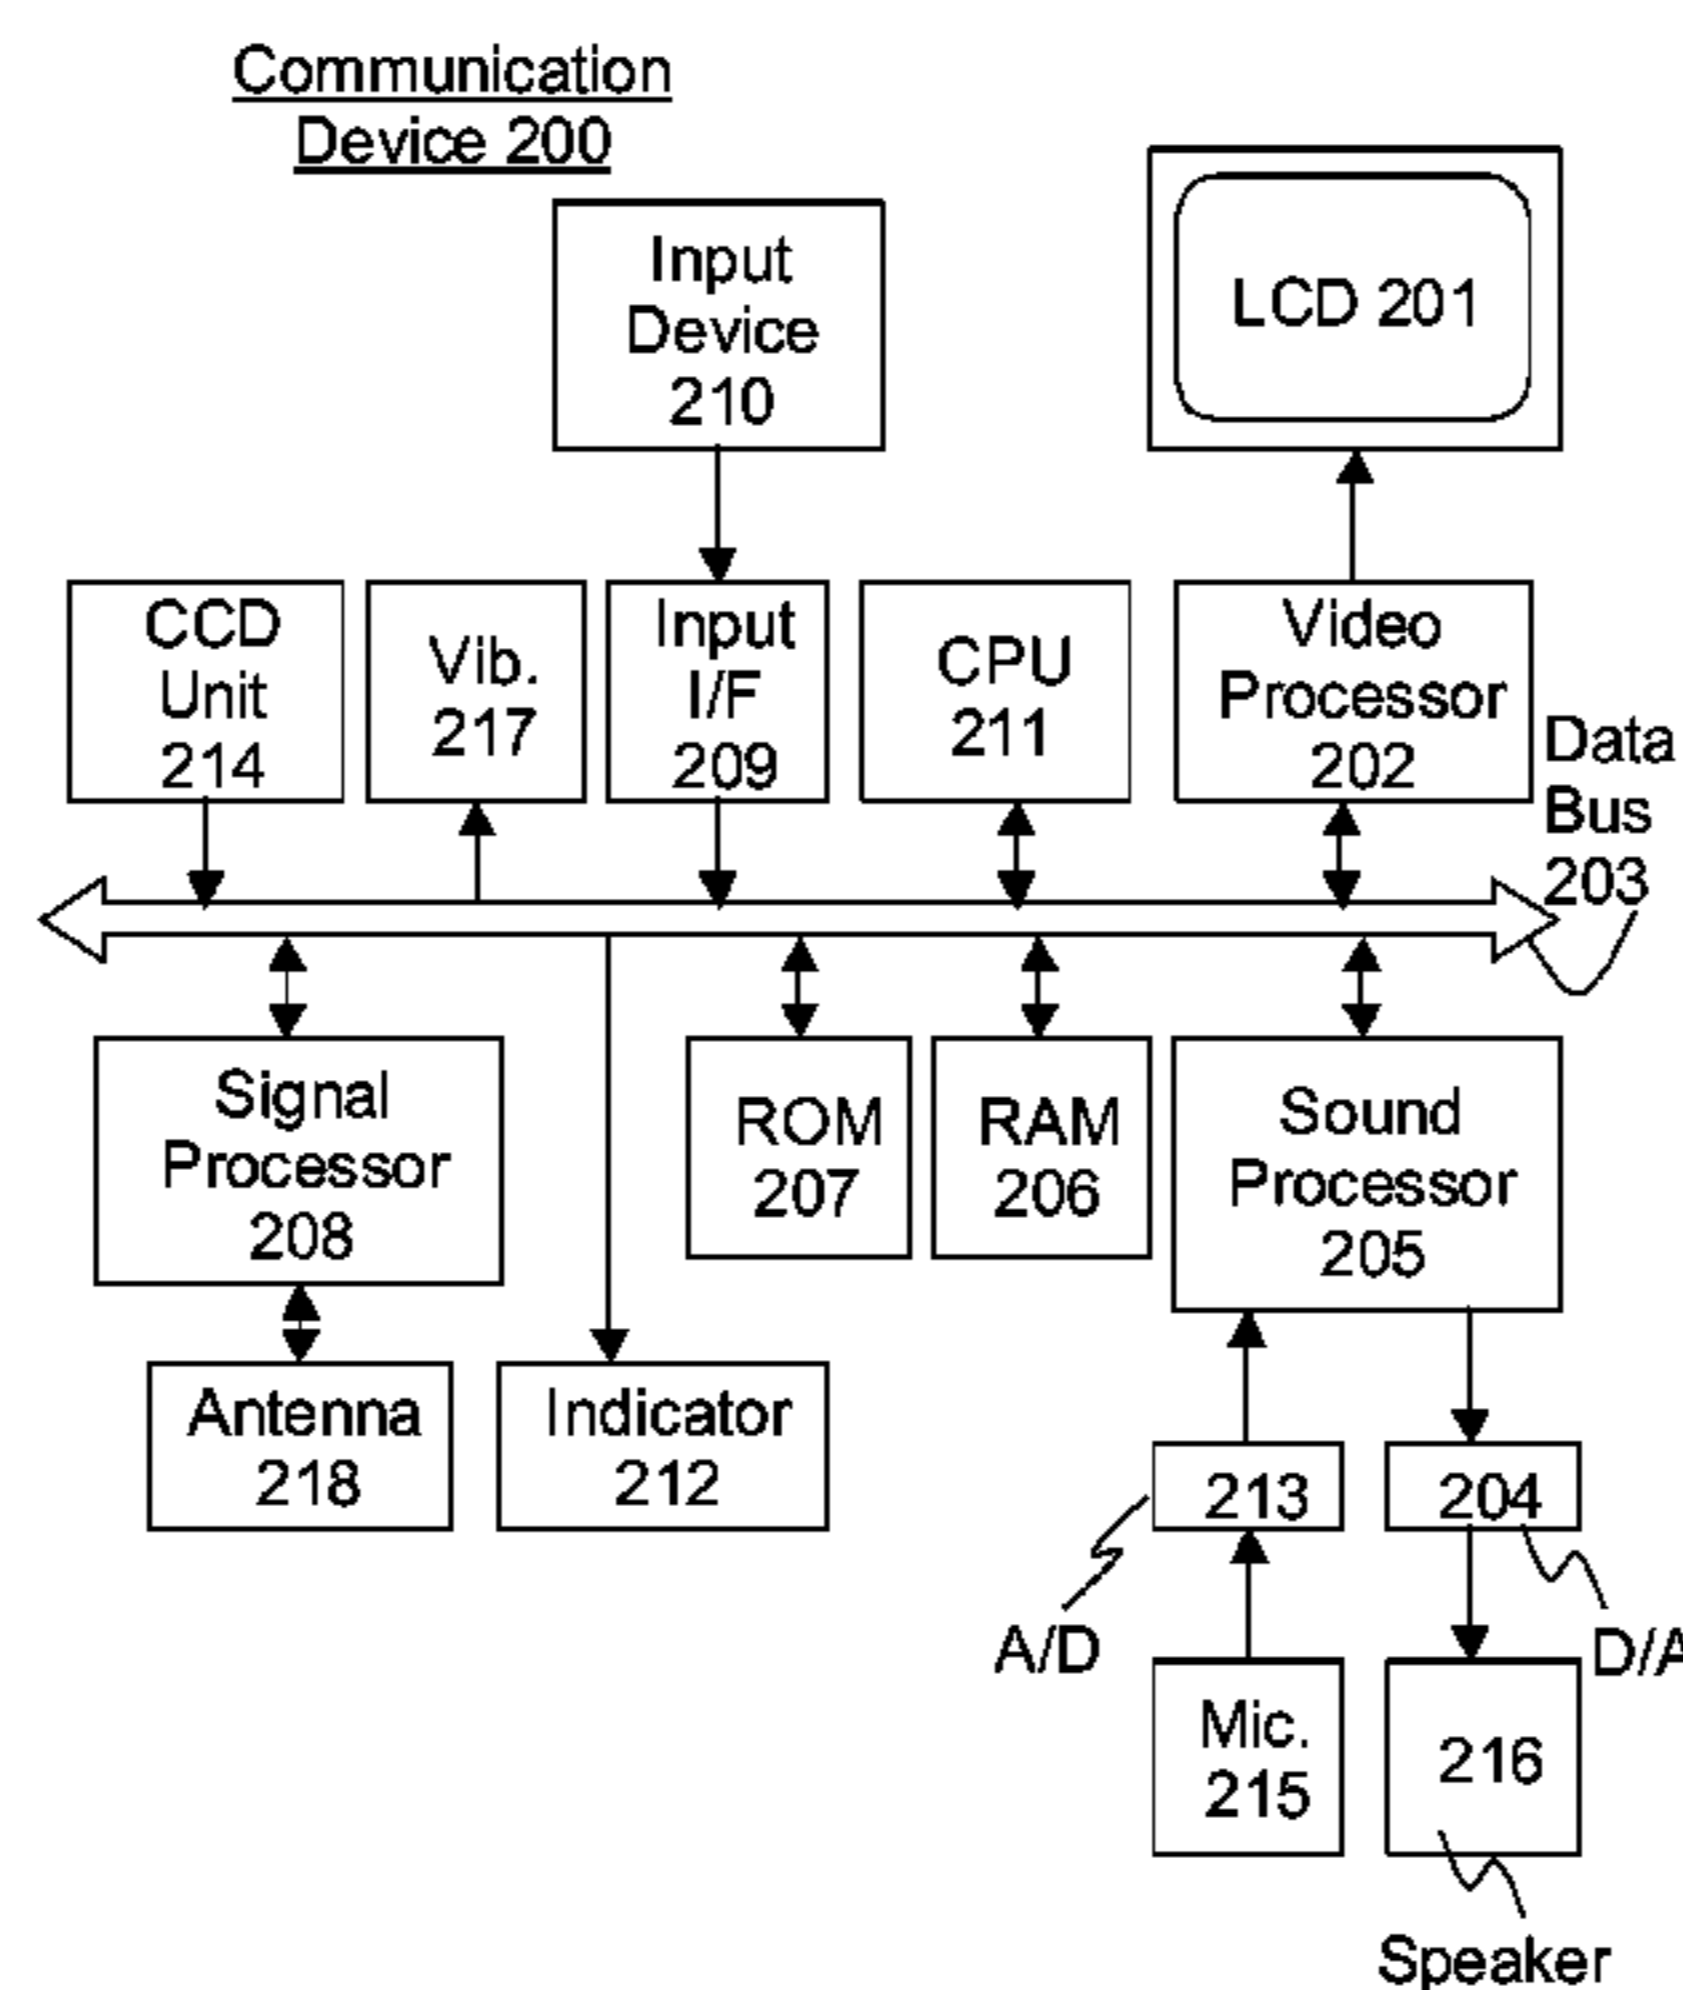 Communication
Device 200
Input
Device
210
LCD 201
CCD
Unit
214
Vib.
217
Input
I/F
209
CPU
211
Video
Processor
202
Data
Bus
203
Signal
Processor
208
ROM
207
RAM
206
Sound
Processor
205
Antenna
218
Indicator
212
213
204
A/D
D/A
Mic.
215
216
Speaker